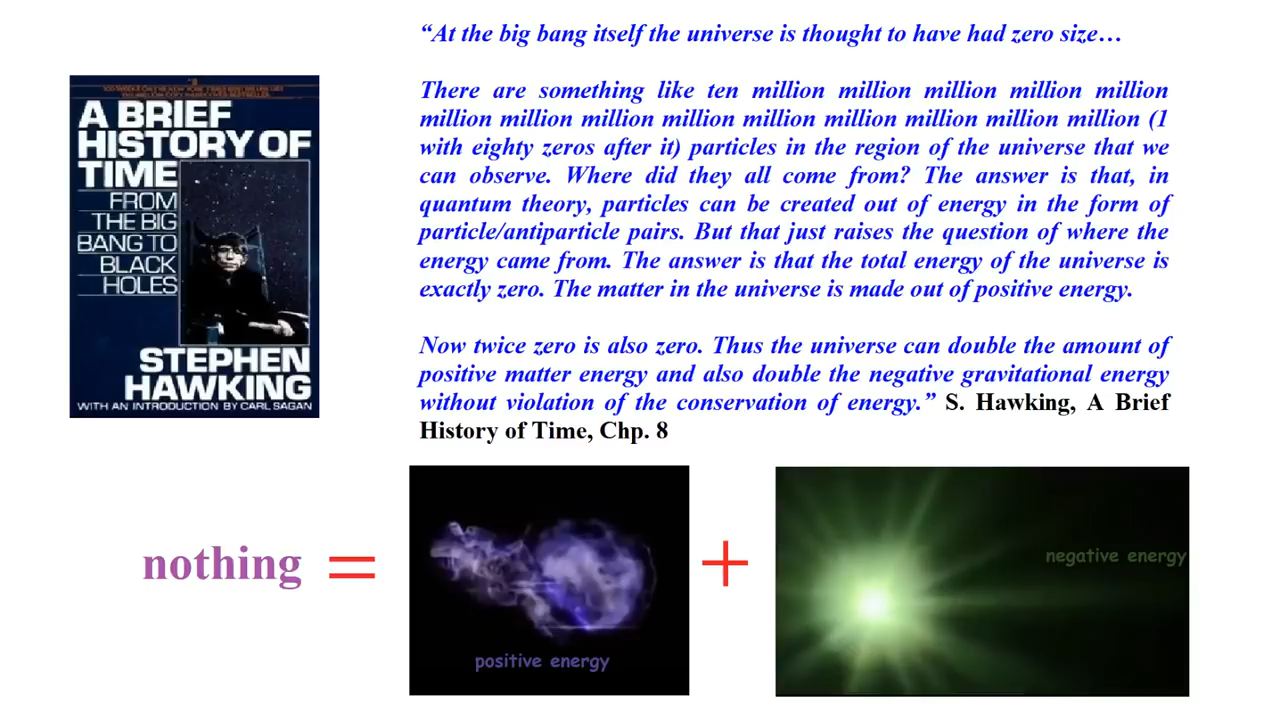 “At the big bang itself the universe is thought to have had zero size…
There are something like ten million million million million million
million million million million million million million million million (1
with eighty zeros after it) particles in the region of the universe that we
can observe. Where did they all come from? The answer is that, in
quantum theory, particles can be created out of energy in the form of
particle/antiparticle pairs. But that just raises the question of where the
energy came from. The answer is that the total energy of the universe is
exactly zero. The matter in the universe is made out of positive energy.
Now twice zero is also zero. Thus the universe can double the amount of
positive matter energy and also double the negative gravitational energy
without violation of the conservation of energy.” S. Hawking, A Brief
History of Time, Chp. 8
A BRIEF
HISTORY OF
TIME
FROM
THE BIG
BANG TO
BLACK
HOLES
STEPHEN
HAWKING
WITH AN INTRODUCTION BY CARL SAGAN
nothing = +
positive energy
negative energy